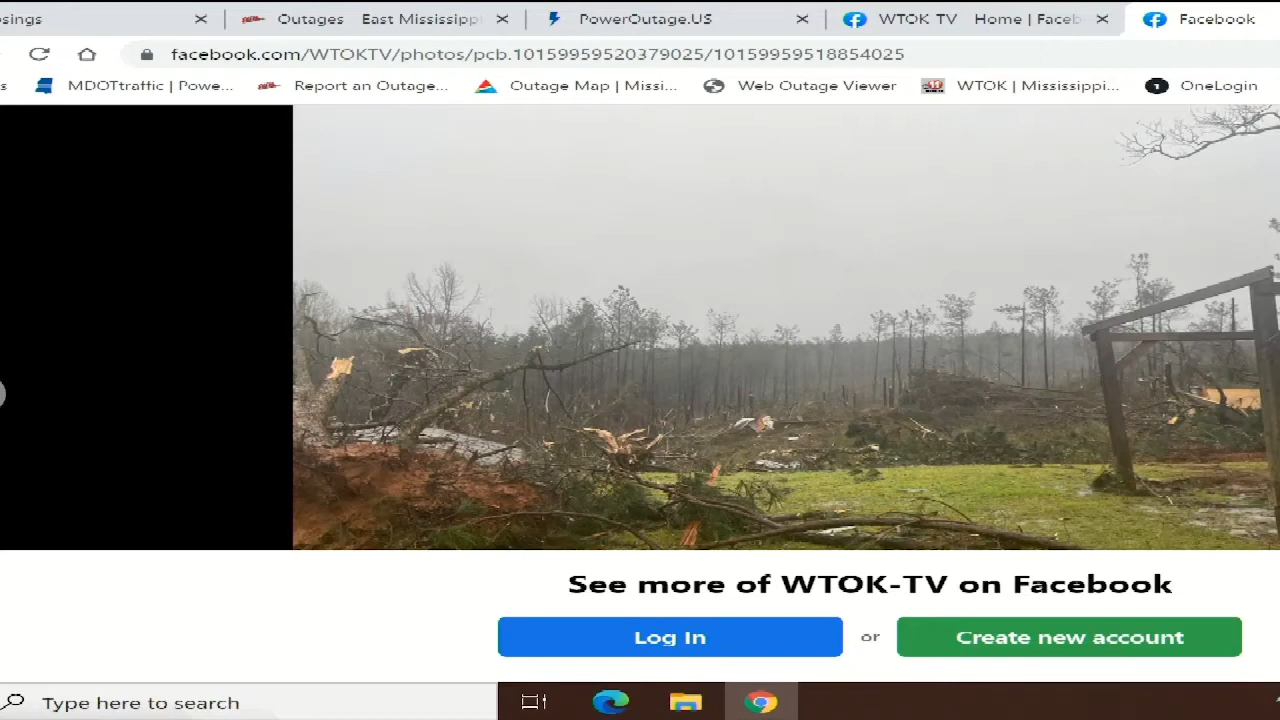 osings
Outages East Mississipp
PowerOutage.US
WTOK-TV Home | Faceb
Facebook
facebook.com/WTOKTV/photos/pcb.10159959520379025/10159959518854025
s
MDOTtraffic | Powe...
Report an Outage...
Outage Map | Missi...
Web Outage Viewer
WTOK | Mississippi...
OneLogin
See more of WTOK-TV on Facebook
Log In
or
Create new account
Type here to search